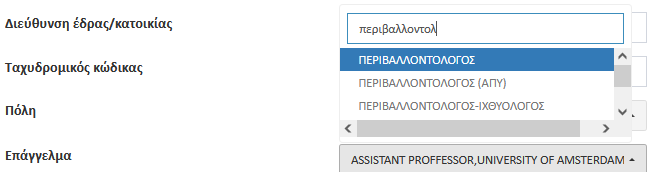 Διεύθυνση έδρας/κατοικίας
περιβαλλοντολ
ΠΕΡΙΒΑΛΛΟΝΤΟΛΟΓΟΣ
Ταχυδρομικός κώδικας
ΠΕΡΙΒΑΛΛΟΝΤΟΛΟΓΟΣ (ΑΠΥ)
ΠΕΡΙΒΑΛΛΟΝΤΟΛΟΓΟΣ-ΙΧΘΥΟΛΟΓΟΣ
Πόλη
Επάγγελμα
ASSISTANT PROFFESSOR,UNIVERSITY OF AMSTERDAM